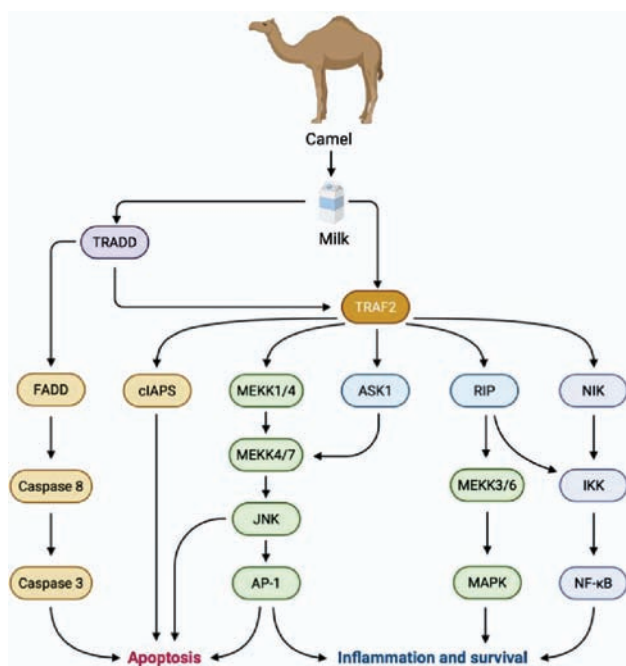 Camel
Milk
TRADD
TRAF2
FADD
cIAPS
MEKK1/4
ASK1
RIP
NIK
MEKK4/7
Caspase 8
MEKK3/6
IKK
JNK
Caspase 3
AP-1
MAPK
NF-κB
Apoptosis
Inflammation and survival